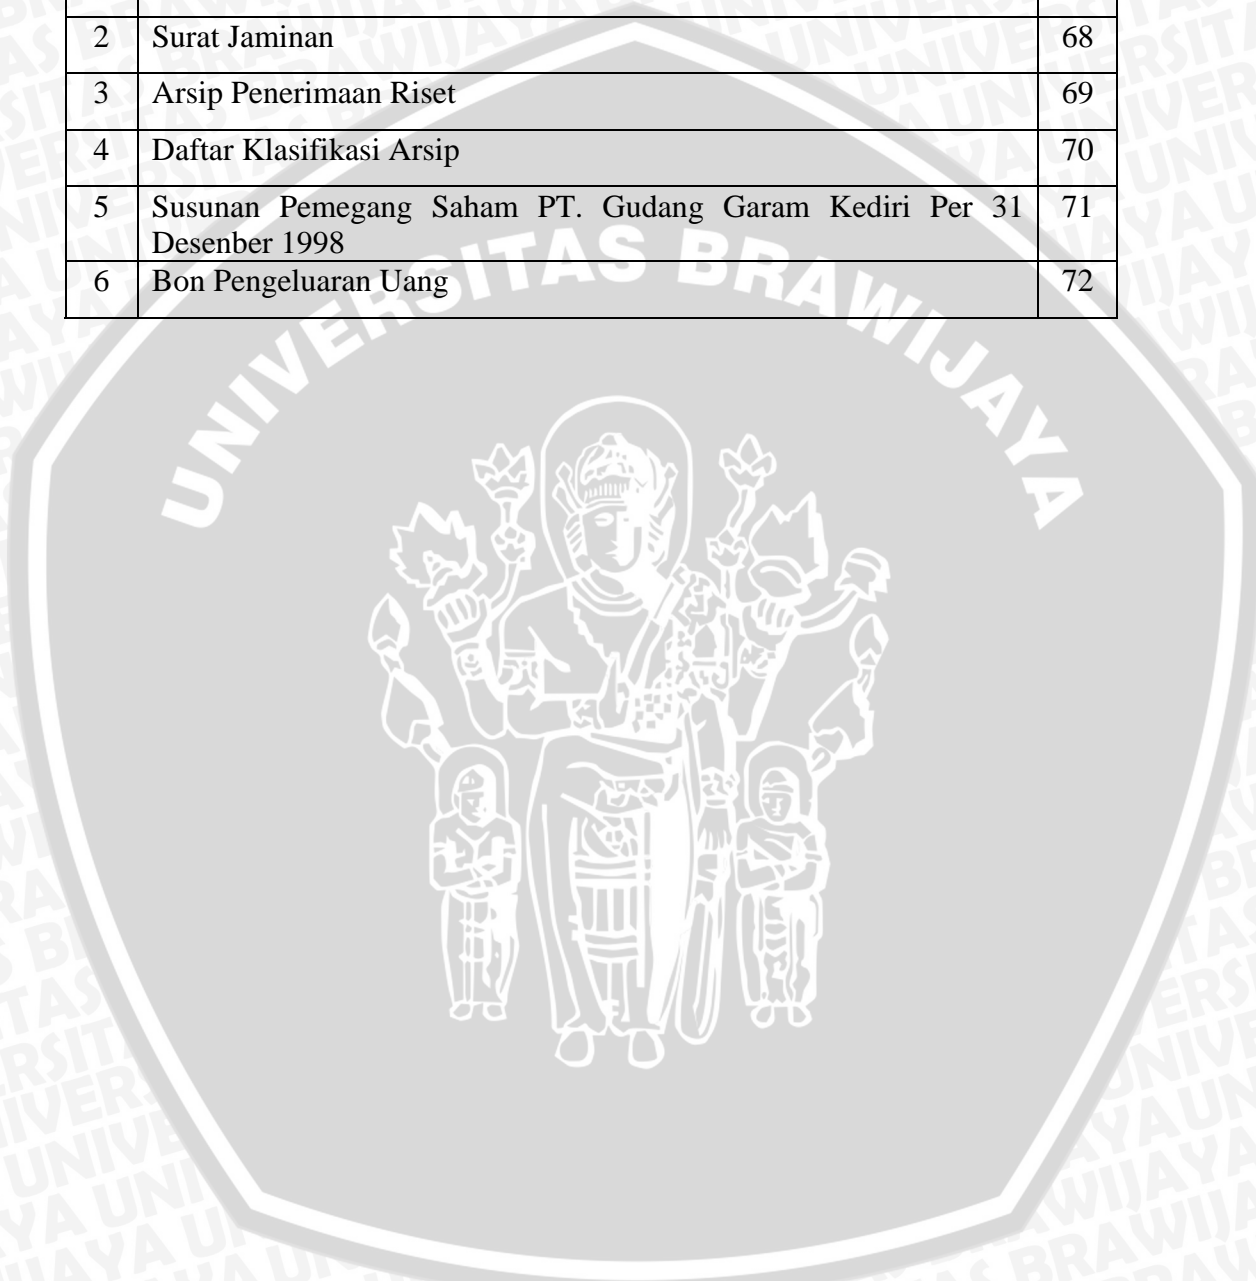 2 Surat Jaminan 68
3 Arsip Penerimaan Riset 69
4 Daftar Klasifikasi Arsip 70
5 Susunan Pemegang Saham PT. Gudang Garam Kediri Per 31 71
Desenber 1998
6 Bon Pengeluaran Uang 72
UNIVERSITAS BRAWIJAYA